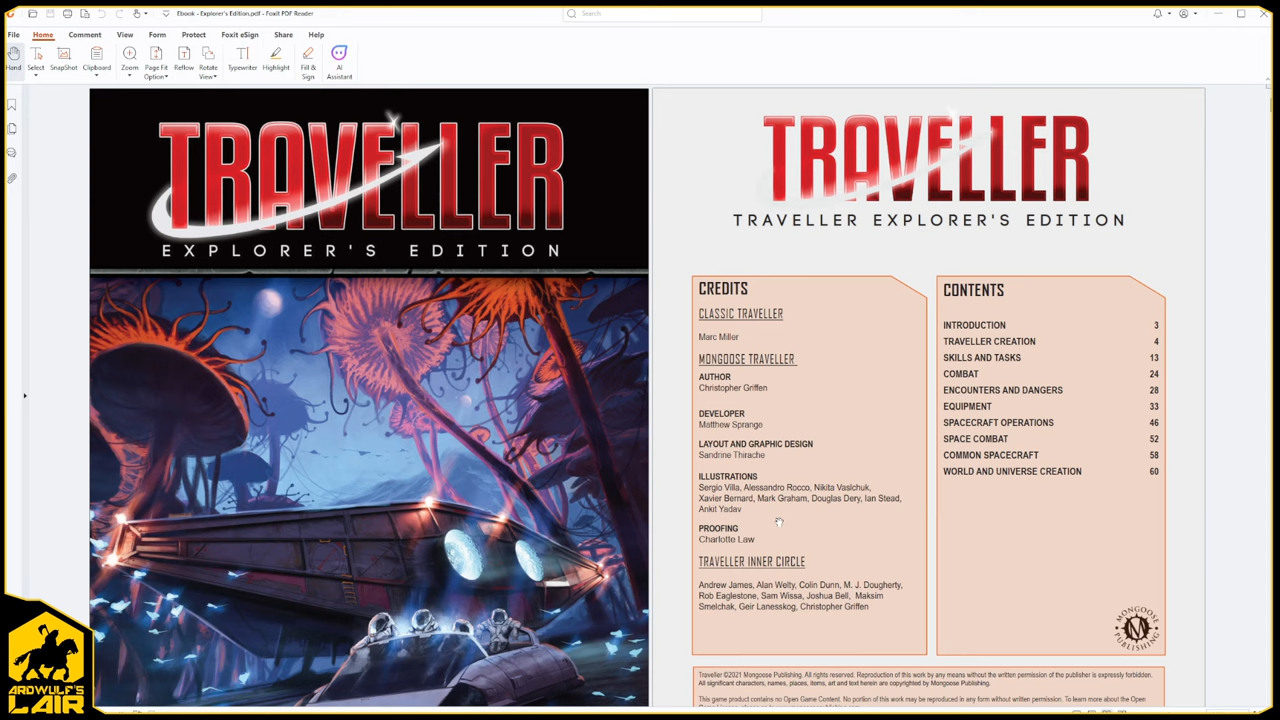 Ebook - Explorer's Edition.pdf - Foxit PDF Reader
Search
File Home Comment View Form Protect Foxit eSign Share Help
Hand Select SnapShot Clipboard Zoom Page Fit Option Reflow Rotate View Typewriter Highlight Fill & Sign AI Assistant
TRAVELLER
EXPLORER'S EDITION
TRAVELLER
TRAVELLER EXPLORER'S EDITION
CREDITS
CLASSIC TRAVELLER
Marc Miller
MONGOOSE TRAVELLER
AUTHOR
Christopher Griffen
DEVELOPER
Matthew Sprange
LAYOUT AND GRAPHIC DESIGN
Sandrine Thirache
ILLUSTRATIONS
Sergio Villa, Alessandro Rocco, Nikita Vasichuk,
Xavier Bernard, Mark Graham, Douglas Dery, Ian Stead,
Ankit Yadav
PROOFING
Charlotte Law
TRAVELLER INNER CIRCLE
Andrew James, Alan Welty, Colin Dunn, M. J. Dougherty,
Rob Eaglestone, Sam Wissa, Joshua Bell, Maksim
Smelchak, Geir Lanesskog, Christopher Griffen
CONTENTS
INTRODUCTION 3
TRAVELLER CREATION 4
SKILLS AND TASKS 13
COMBAT 24
ENCOUNTERS AND DANGERS 28
EQUIPMENT 33
SPACECRAFT OPERATIONS 46
SPACE COMBAT 52
COMMON SPACECRAFT 58
WORLD AND UNIVERSE CREATION 60
MONGOOSE PUBLISHING
Traveller ©2021 Mongoose Publishing. All rights reserved. Reproduction of this work by any means without the written permission of the publisher is expressly forbidden.
All significant characters, names, places, items, art and text herein are copyrighted by Mongoose Publishing.
This game product contains no Open Game Content. No portion of this work may be reproduced in any form without written permission. To learn more about the Open
ARDWULF'S
LAIR